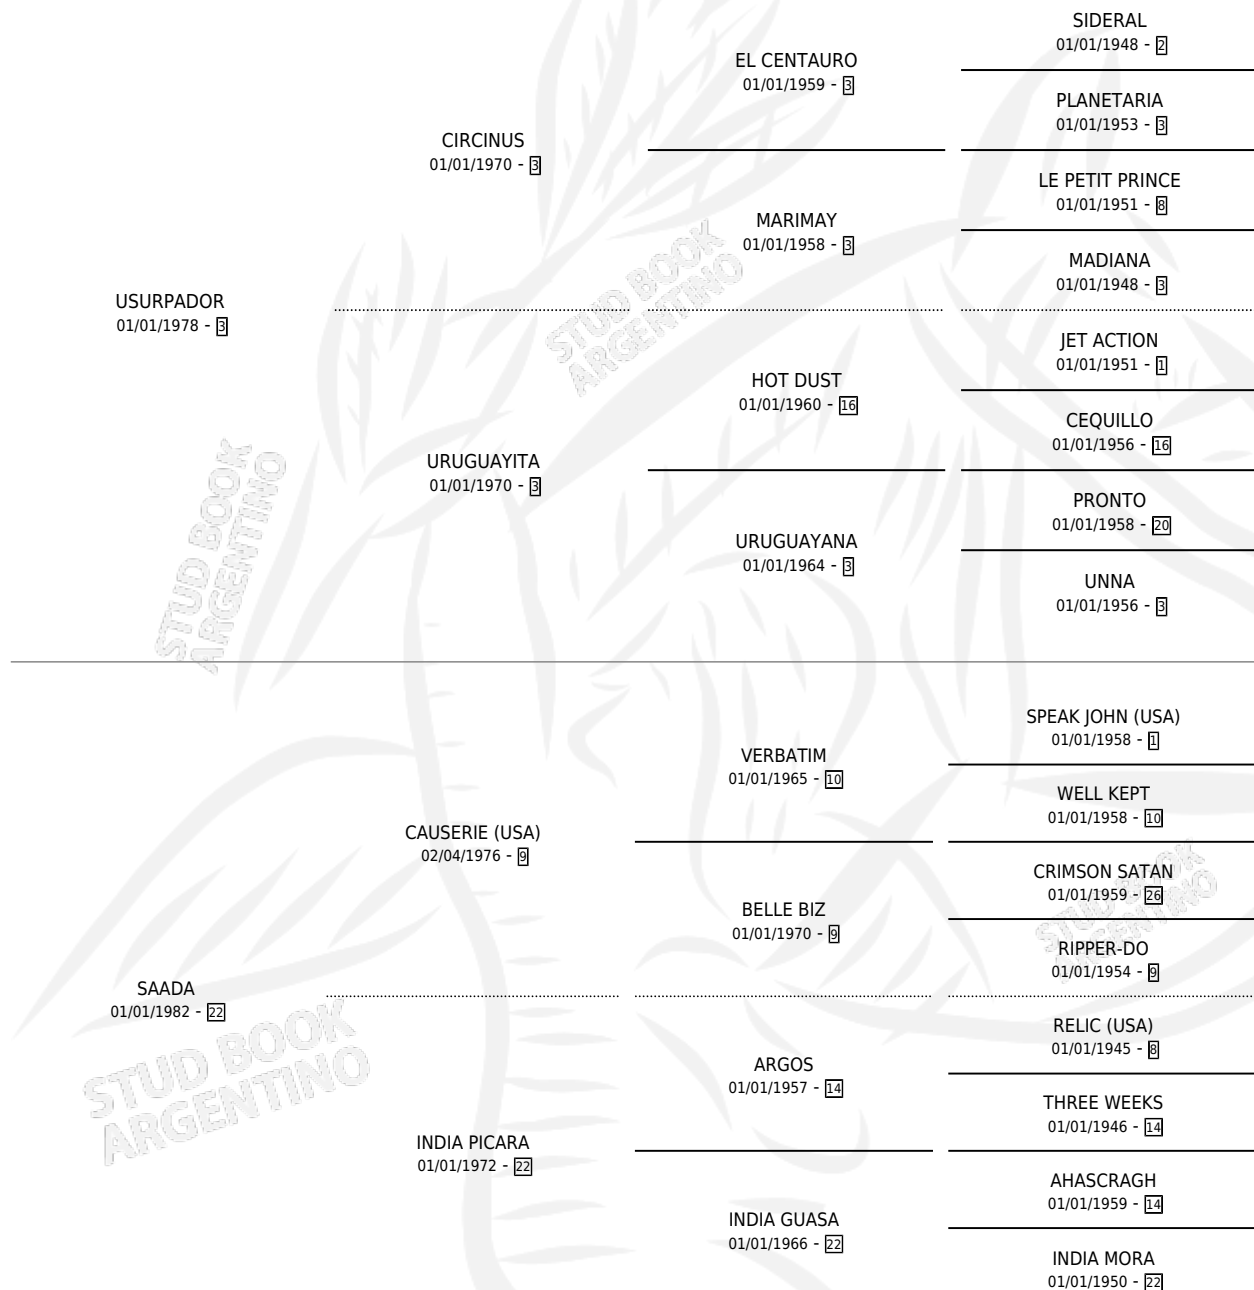 SIDERAL
01/01/1948 - 2
EL CENTAURO
01/01/1959 - 3
PLANETARIA
01/01/1953 - 3
CIRCINUS
01/01/1970 - 3
LE PETIT PRINCE
01/01/1951 - 8
MARIMAY
01/01/1958 - 3
MADIANA
01/01/1948 - 3
USURPADOR
01/01/1978 - 3
JET ACTION
01/01/1951 - 1
HOT DUST
01/01/1960 - 16
CEQUILLO
01/01/1956 - 16
URUGUAYITA
01/01/1970 - 3
PRONTO
01/01/1958 - 20
URUGUAYANA
01/01/1964 - 3
UNNA
01/01/1956 - 3
SPEAK JOHN (USA)
01/01/1958 - 1
VERBATIM
01/01/1965 - 10
WELL KEPT
01/01/1958 - 10
CAUSERIE (USA)
02/04/1976 - 9
CRIMSON SATAN
01/01/1959 - 26
BELLE BIZ
01/01/1970 - 9
RIPPER-DO
01/01/1954 - 9
SAADA
01/01/1982 - 22
RELIC (USA)
01/01/1945 - 8
ARGOS
01/01/1957 - 14
THREE WEEKS
01/01/1946 - 14
INDIA PICARA
01/01/1972 - 22
AHASCRAGH
01/01/1959 - 14
INDIA GUASA
01/01/1966 - 22
INDIA MORA
01/01/1950 - 22
STUD BOOK
ARGENTINO
STUD BOOK
ARGENTINO
STUD BOOK
ARGENTINO
STUD BOOK
ARGENTINO